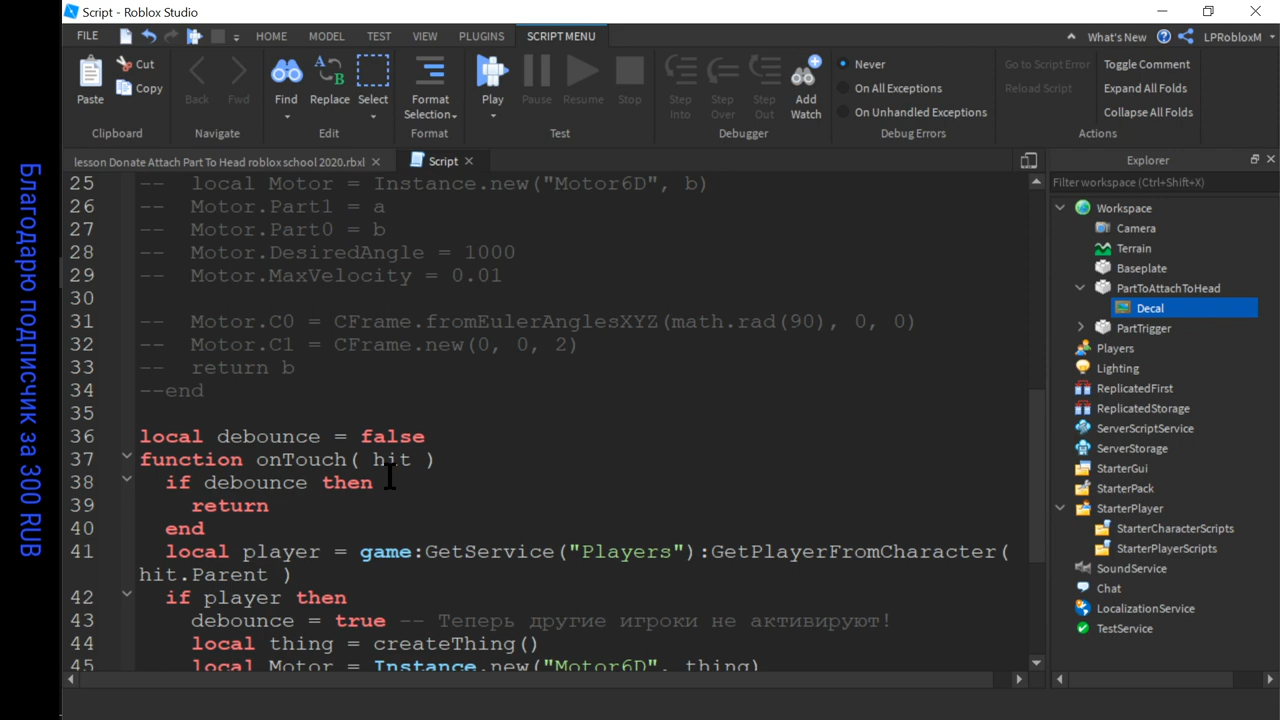 Благодарю подписчик за 300 RUB
Script - Roblox Studio
FILE HOME MODEL TEST VIEW PLUGINS SCRIPT MENU What's New LPRobloxM
Paste Cut Copy Back Fwd Find Replace Select Format Selection Play Pause Resume Stop Step Into Step Over Step Out Add Watch
Never
On All Exceptions
On Unhandled Exceptions
Go to Script Error
Reload Script
Toggle Comment
Expand All Folds
Collapse All Folds
Clipboard Navigate Edit Format Test Debugger Debug Errors Actions
lesson Donate Attach Part To Head roblox school 2020.rbxl Script
25 -- local Motor = Instance.new("Motor6D", b)
26 -- Motor.Part1 = a
27 -- Motor.Part0 = b
28 -- Motor.DesiredAngle = 1000
29 -- Motor.MaxVelocity = 0.01
30
31 -- Motor.C0 = CFrame.fromEulerAnglesXYZ(math.rad(90), 0, 0)
32 -- Motor.C1 = CFrame.new(0, 0, 2)
33 -- return b
34 --end
35
36 local debounce = false
37 function onTouch( hit )
38 if debounce then
39 return
40 end
41 local player = game:GetService("Players"):GetPlayerFromCharacter(
hit.Parent )
42 if player then
43 debounce = true -- Теперь другие игроки не активируют!
44 local thing = createThing()
45 local Motor = Instance.new("Motor6D", thing)
Explorer
Filter workspace (Ctrl+Shift+X)
Workspace
Camera
Terrain
Baseplate
PartToAttachToHead
Decal
PartTrigger
Players
Lighting
ReplicatedFirst
ReplicatedStorage
ServerScriptService
ServerStorage
StarterGui
StarterPack
StarterPlayer
StarterCharacterScripts
StarterPlayerScripts
SoundService
Chat
LocalizationService
TestService